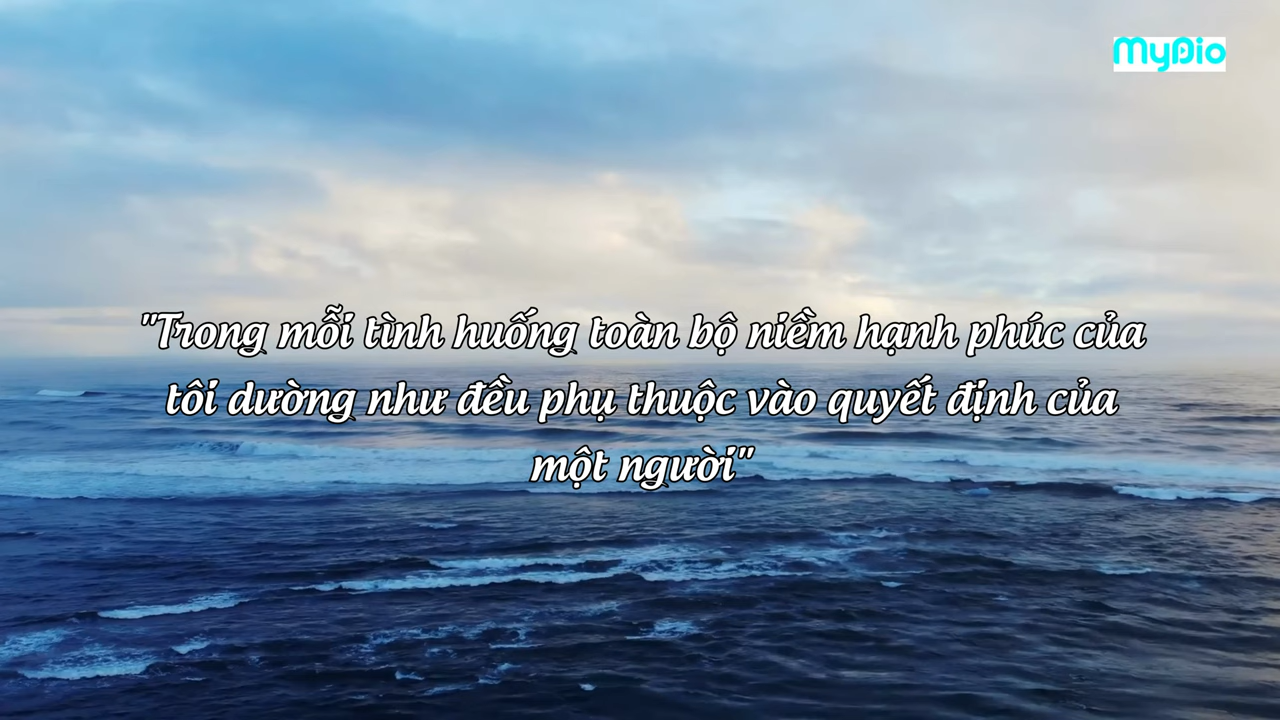 MyDio
"Trong mỗi tình huống toàn bộ niềm hạnh phúc của
tôi dường như đều phụ thuộc vào quyết định của
một người"